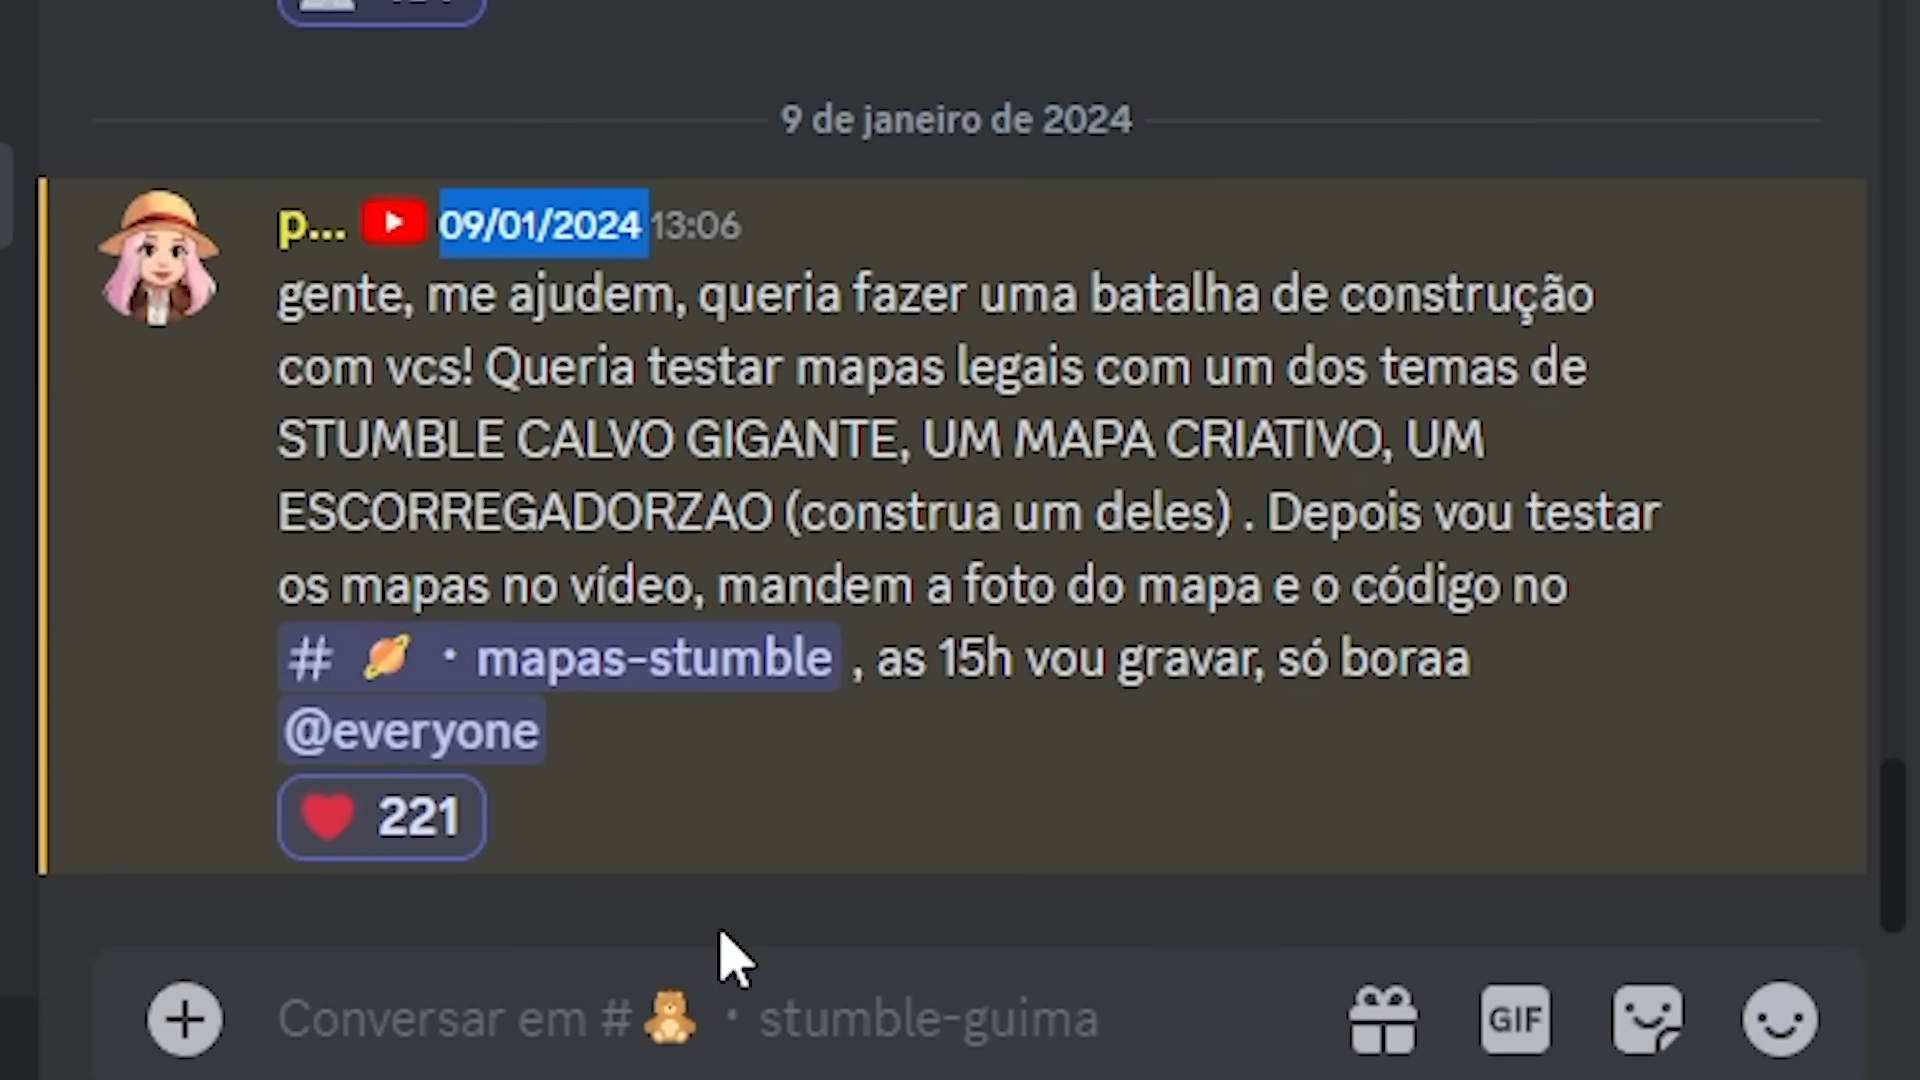 9 de janeiro de 2024
p... 09/01/2024 13:06
gente, me ajudem, queria fazer uma batalha de construção
com vcs! Queria testar mapas legais com um dos temas de
STUMBLE CALVO GIGANTE, UM MAPA CRIATIVO, UM
ESCORREGADORZAO (construa um deles) . Depois vou testar
os mapas no vídeo, mandem a foto do mapa e o código no
# 🪐 · mapas-stumble , as 15h vou gravar, só boraa
@everyone
❤️ 221
Conversar em # 🧸 · stumble-guima GIF